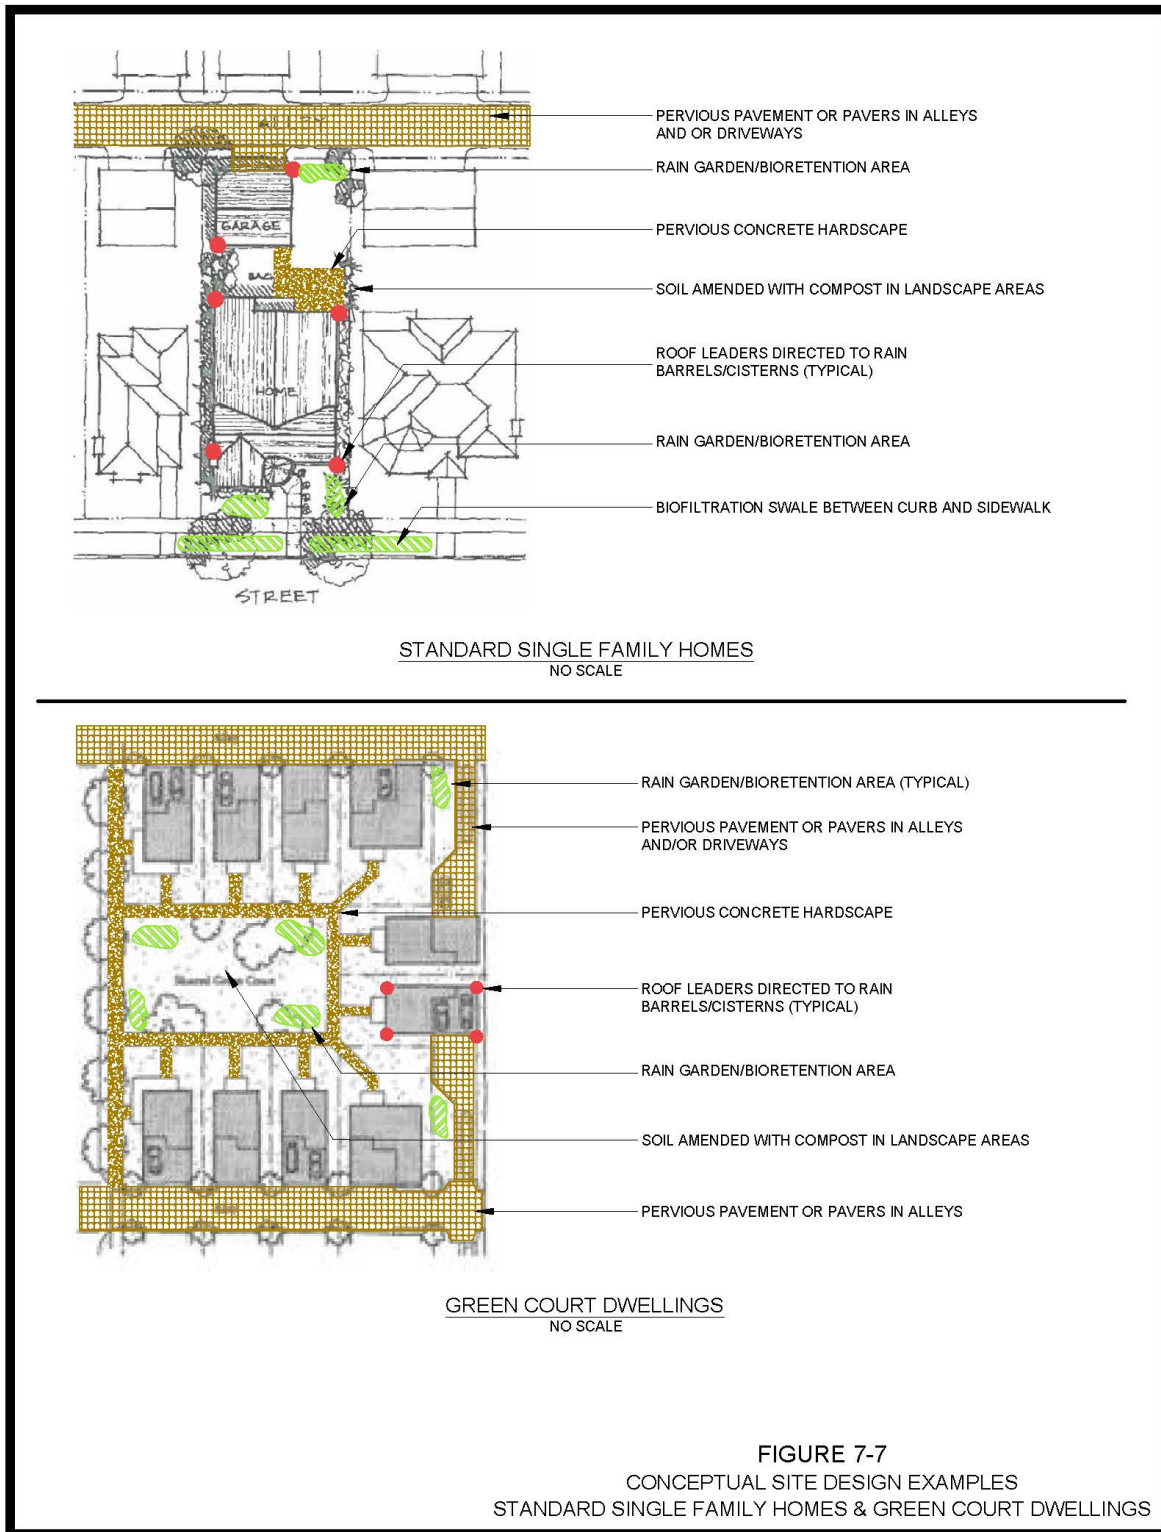 ALLEY
PERVIOUS PAVEMENT OR PAVERS IN ALLEYS
AND OR DRIVEWAYS
RAIN GARDEN/BIORETENTION AREA
GARAGE
PERVIOUS CONCRETE HARDSCAPE
SOIL AMENDED WITH COMPOST IN LANDSCAPE AREAS
ROOF LEADERS DIRECTED TO RAIN
BARRELS/CISTERNS (TYPICAL)
HOME
RAIN GARDEN/BIORETENTION AREA
BIOFILTRATION SWALE BETWEEN CURB AND SIDEWALK
STREET
STANDARD SINGLE FAMILY HOMES
NO SCALE
RAIN GARDEN/BIORETENTION AREA (TYPICAL)
PERVIOUS PAVEMENT OR PAVERS IN ALLEYS
AND/OR DRIVEWAYS
PERVIOUS CONCRETE HARDSCAPE
Shared Green Court
ROOF LEADERS DIRECTED TO RAIN
BARRELS/CISTERNS (TYPICAL)
RAIN GARDEN/BIORETENTION AREA
SOIL AMENDED WITH COMPOST IN LANDSCAPE AREAS
PERVIOUS PAVEMENT OR PAVERS IN ALLEYS
GREEN COURT DWELLINGS
NO SCALE
FIGURE 7-7
CONCEPTUAL SITE DESIGN EXAMPLES
STANDARD SINGLE FAMILY HOMES & GREEN COURT DWELLINGS